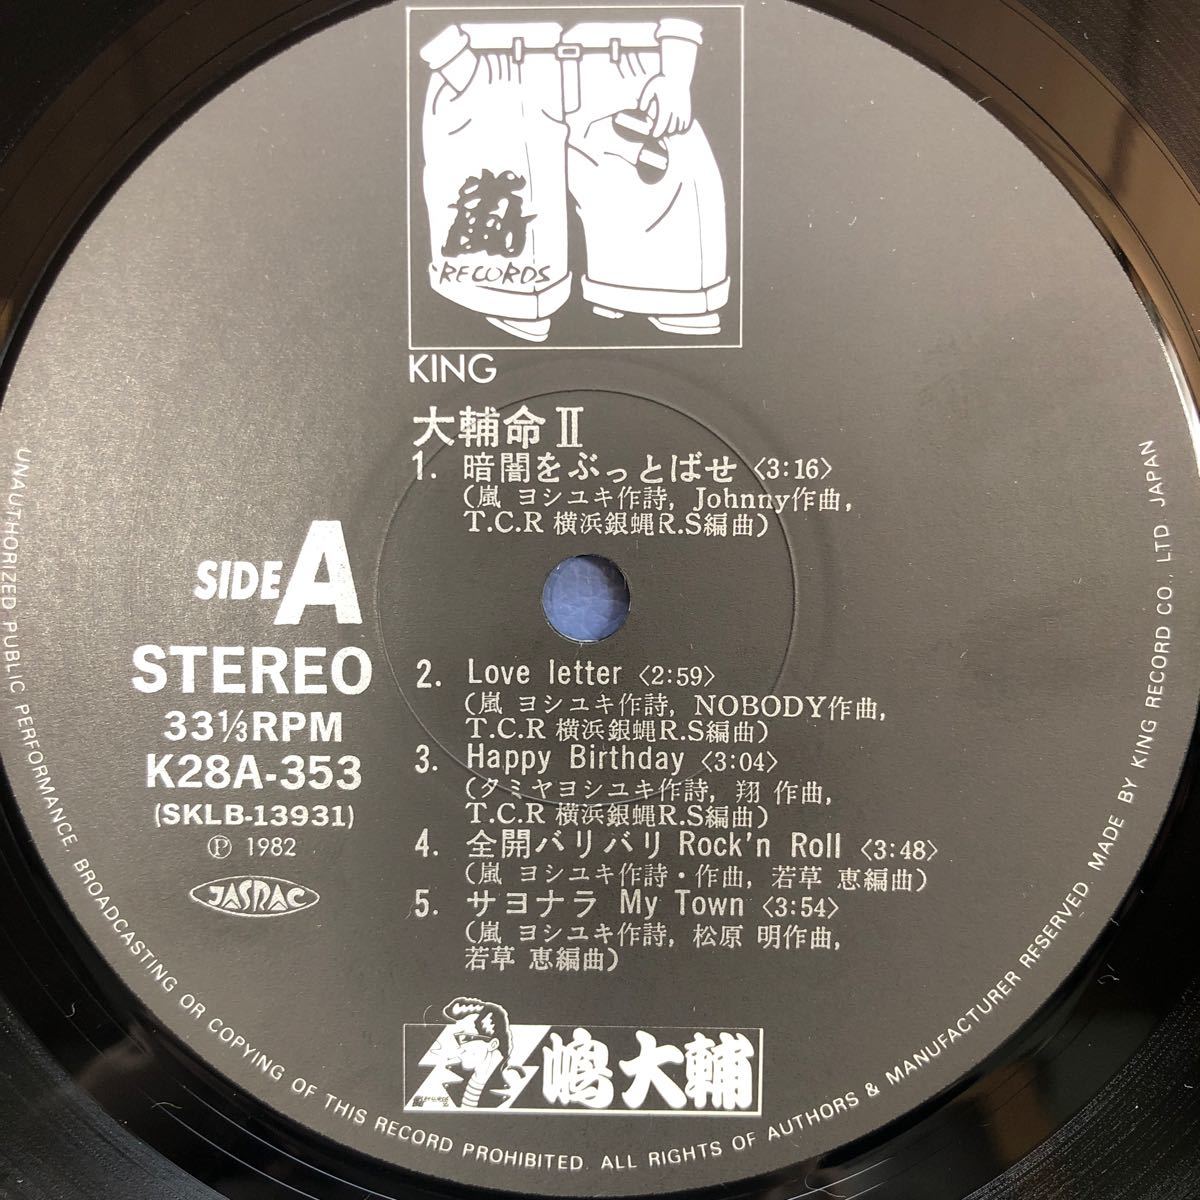 嵐
RECORDS
KING
大輔命Ⅱ
1. 暗闇をぶっとばせ〈3:16〉
(嵐 ヨシユキ作詩, Johnny作曲,
T.C.R 横浜銀蝿R.S編曲)
SIDE A
STEREO
33⅓RPM
K28A-353
(SKLB-13931)
Ⓟ 1982
JASRAC
2. Love letter〈2:59〉
(嵐 ヨシユキ作詩, NOBODY作曲,
T.C.R 横浜銀蝿R.S編曲)
3. Happy Birthday〈3:04〉
(タミヤヨシユキ作詩, 翔 作曲,
T.C.R 横浜銀蝿R.S編曲)
4. 全開バリバリ Rock'n Roll〈3:48〉
(嵐 ヨシユキ作詩・作曲, 若草 恵編曲)
5. サヨナラ My Town〈3:54〉
(嵐 ヨシユキ作詩, 松原 明作曲,
若草 恵編曲)
嶋大輔
UNAUTHORIZED PUBLIC PERFORMANCE, BROADCASTING OR COPYING OF THIS RECORD PROHIBITED. ALL RIGHTS OF AUTHORS & MANUFACTURER RESERVED. MADE BY KING RECORD CO., LTD. JAPAN